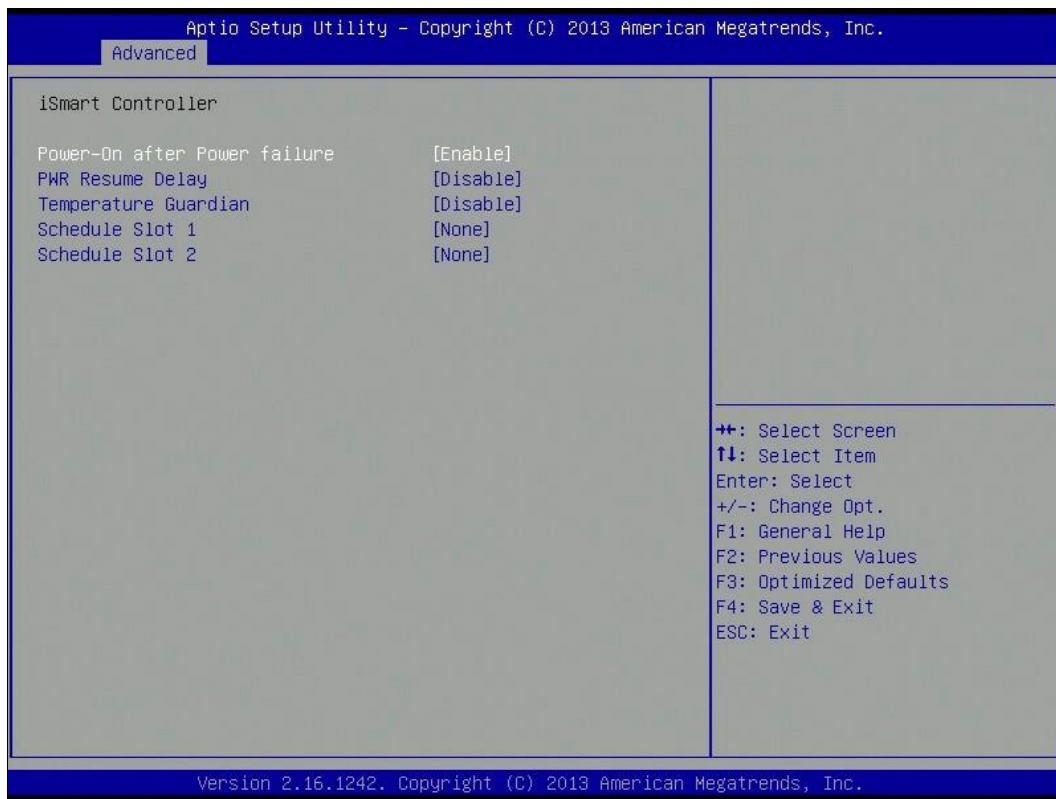 Aptio Setup Utility – Copyright (C) 2013 American Megatrends, Inc.
Advanced
iSmart Controller
Power-On after Power failure [Enable]
PWR Resume Delay [Disable]
Temperature Guardian [Disable]
Schedule Slot 1 [None]
Schedule Slot 2 [None]
→←: Select Screen
↑↓: Select Item
Enter: Select
+/-: Change Opt.
F1: General Help
F2: Previous Values
F3: Optimized Defaults
F4: Save & Exit
ESC: Exit
Version 2.16.1242. Copyright (C) 2013 American Megatrends, Inc.